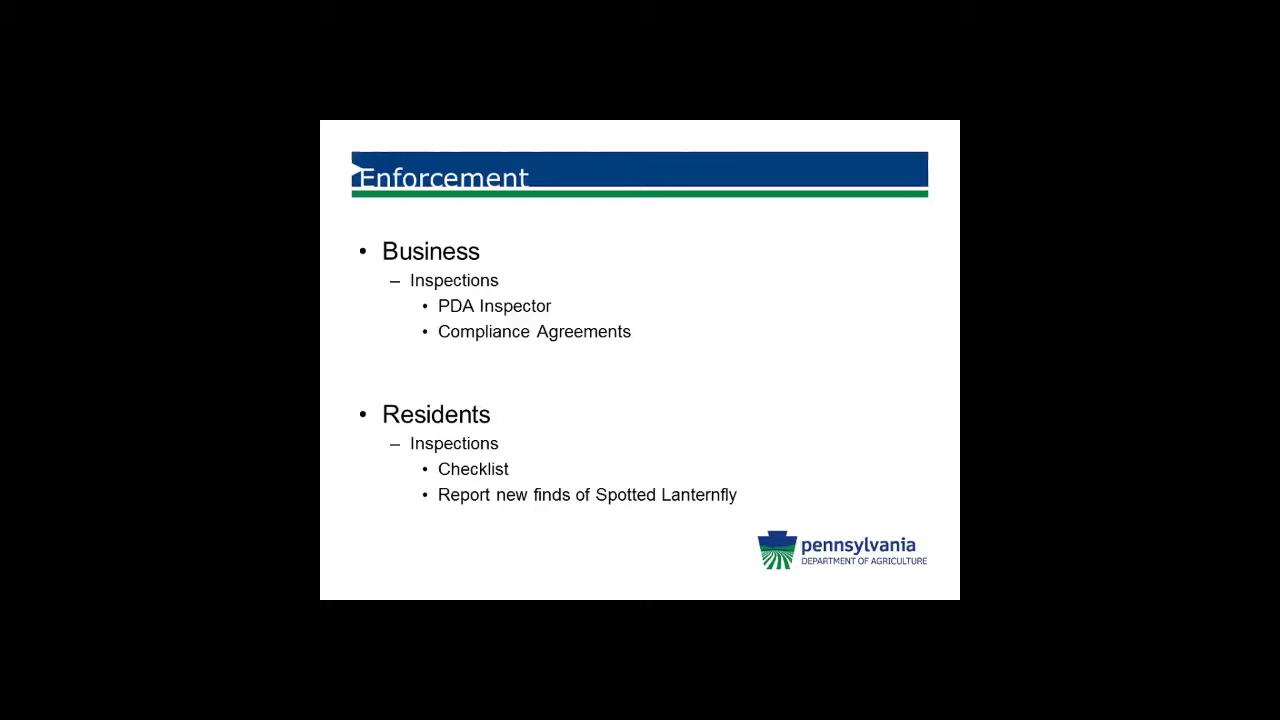 Enforcement
• Business
– Inspections
• PDA Inspector
• Compliance Agreements
• Residents
– Inspections
• Checklist
• Report new finds of Spotted Lanternfly
pennsylvania
DEPARTMENT OF AGRICULTURE